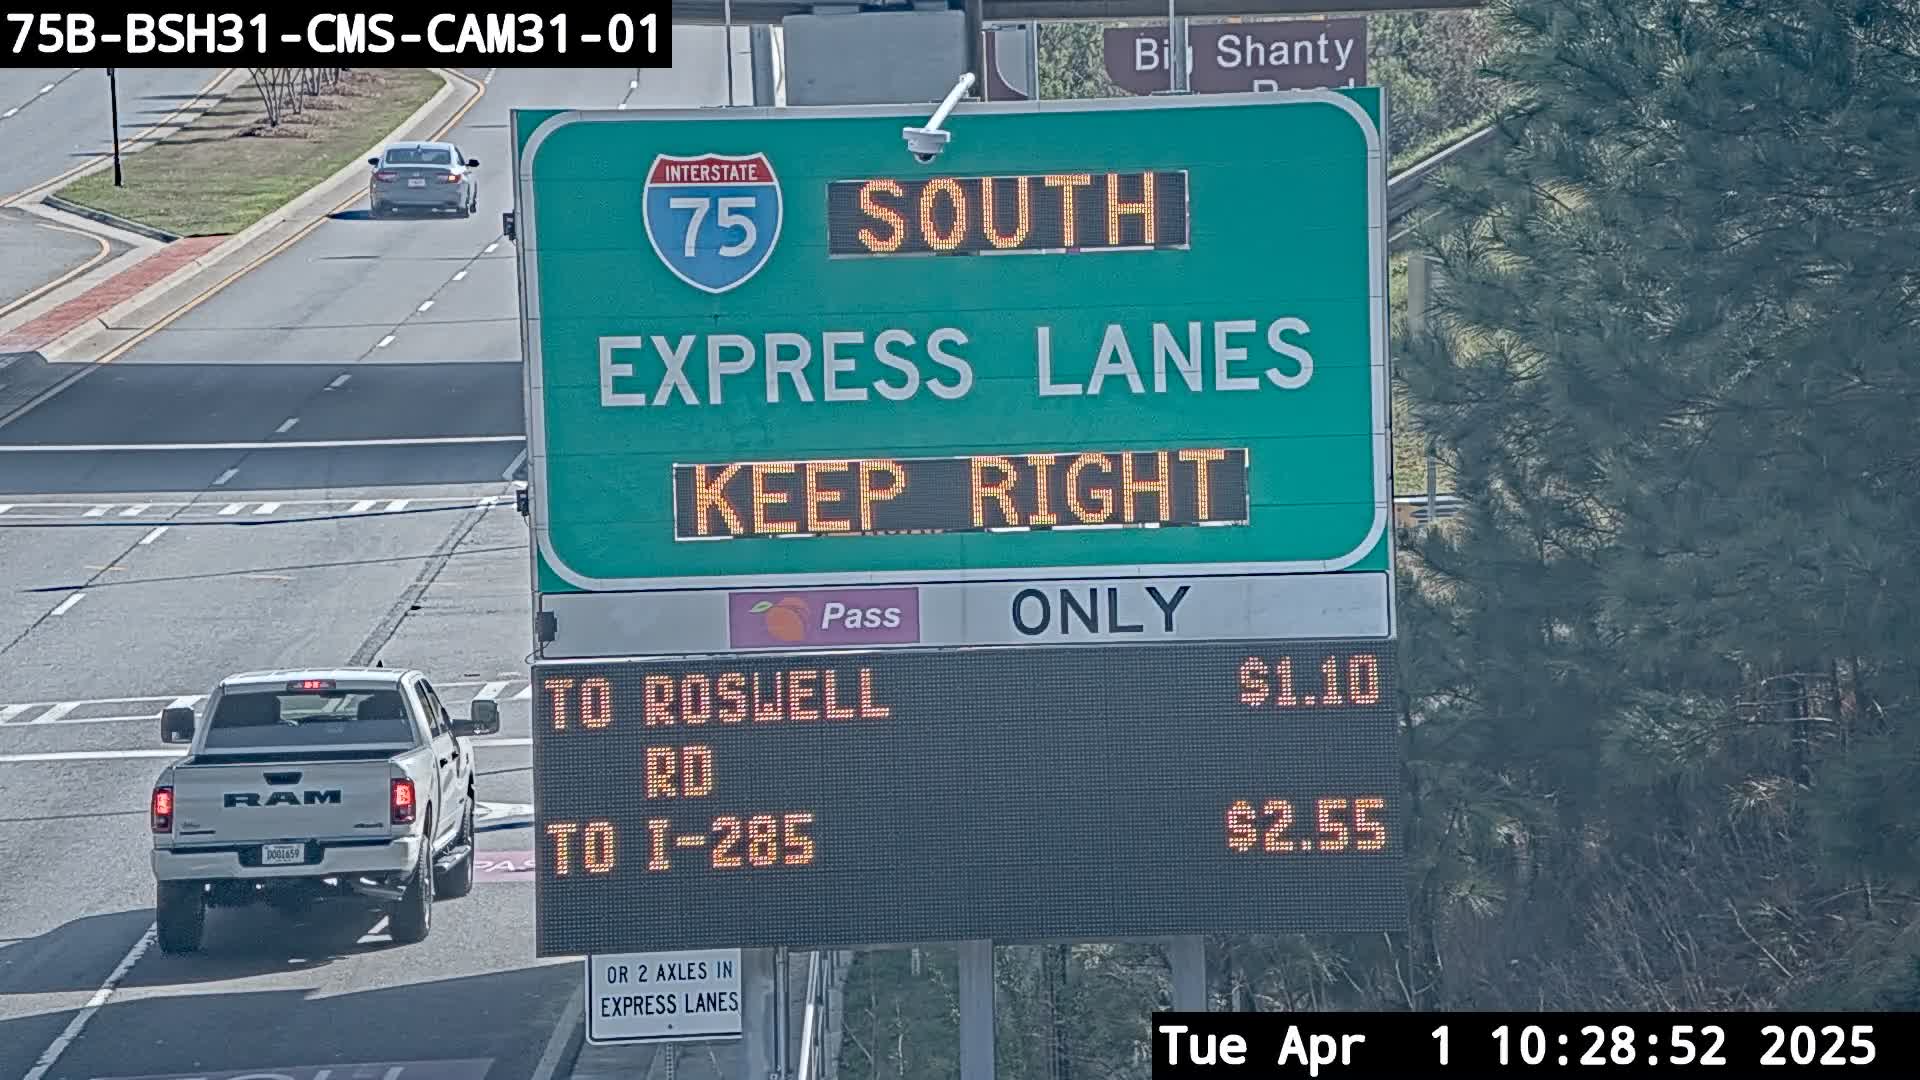 75B-BSH31-CMS-CAM31-01
Big Shanty
Road
INTERSTATE
75
SOUTH
EXPRESS LANES
KEEP RIGHT
Pass ONLY
TO ROSWELL $1.10
RD
TO I-285 $2.55
RAM
OR 2 AXLES IN
EXPRESS LANES
Tue Apr 1 10:28:52 2025